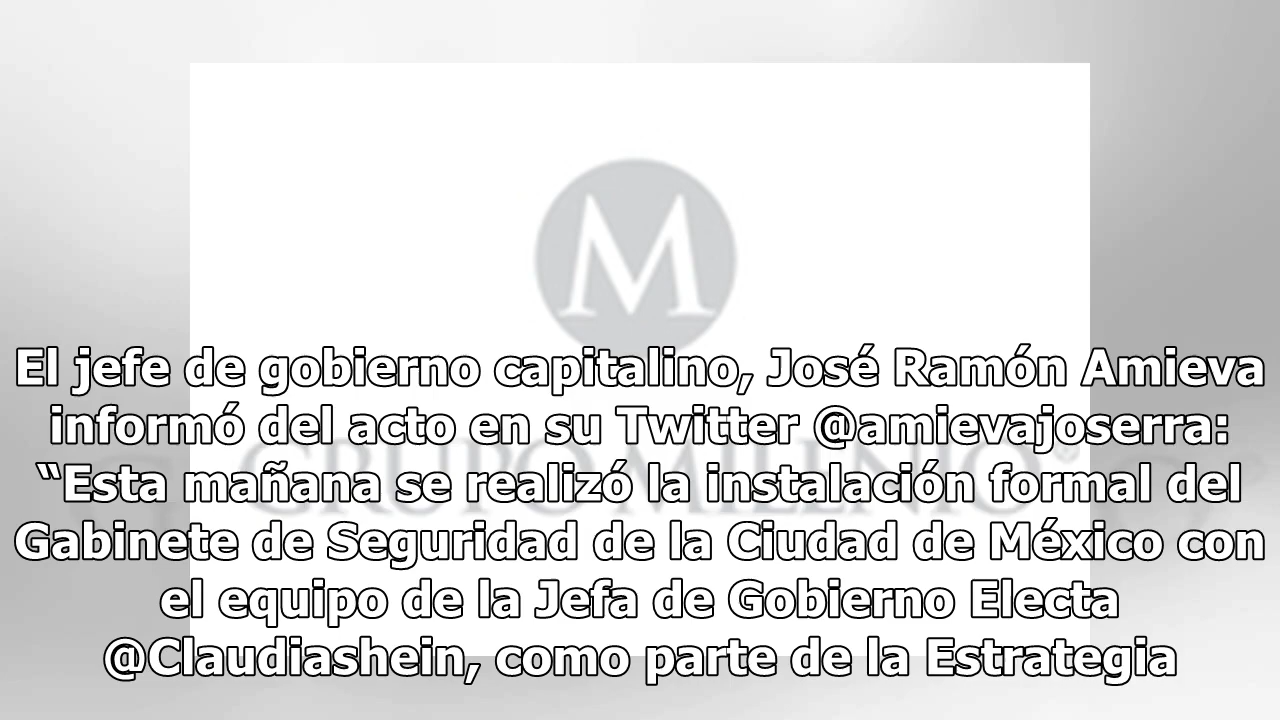 M
El jefe de gobierno capitalino, José Ramón Amieva
informó del acto en su Twitter @amievajoserra:
GRUPO MILENIO
“Esta mañana se realizó la instalación formal del
Gabinete de Seguridad de la Ciudad de México con
el equipo de la Jefa de Gobierno Electa
@Claudiashein, como parte de la Estrategia